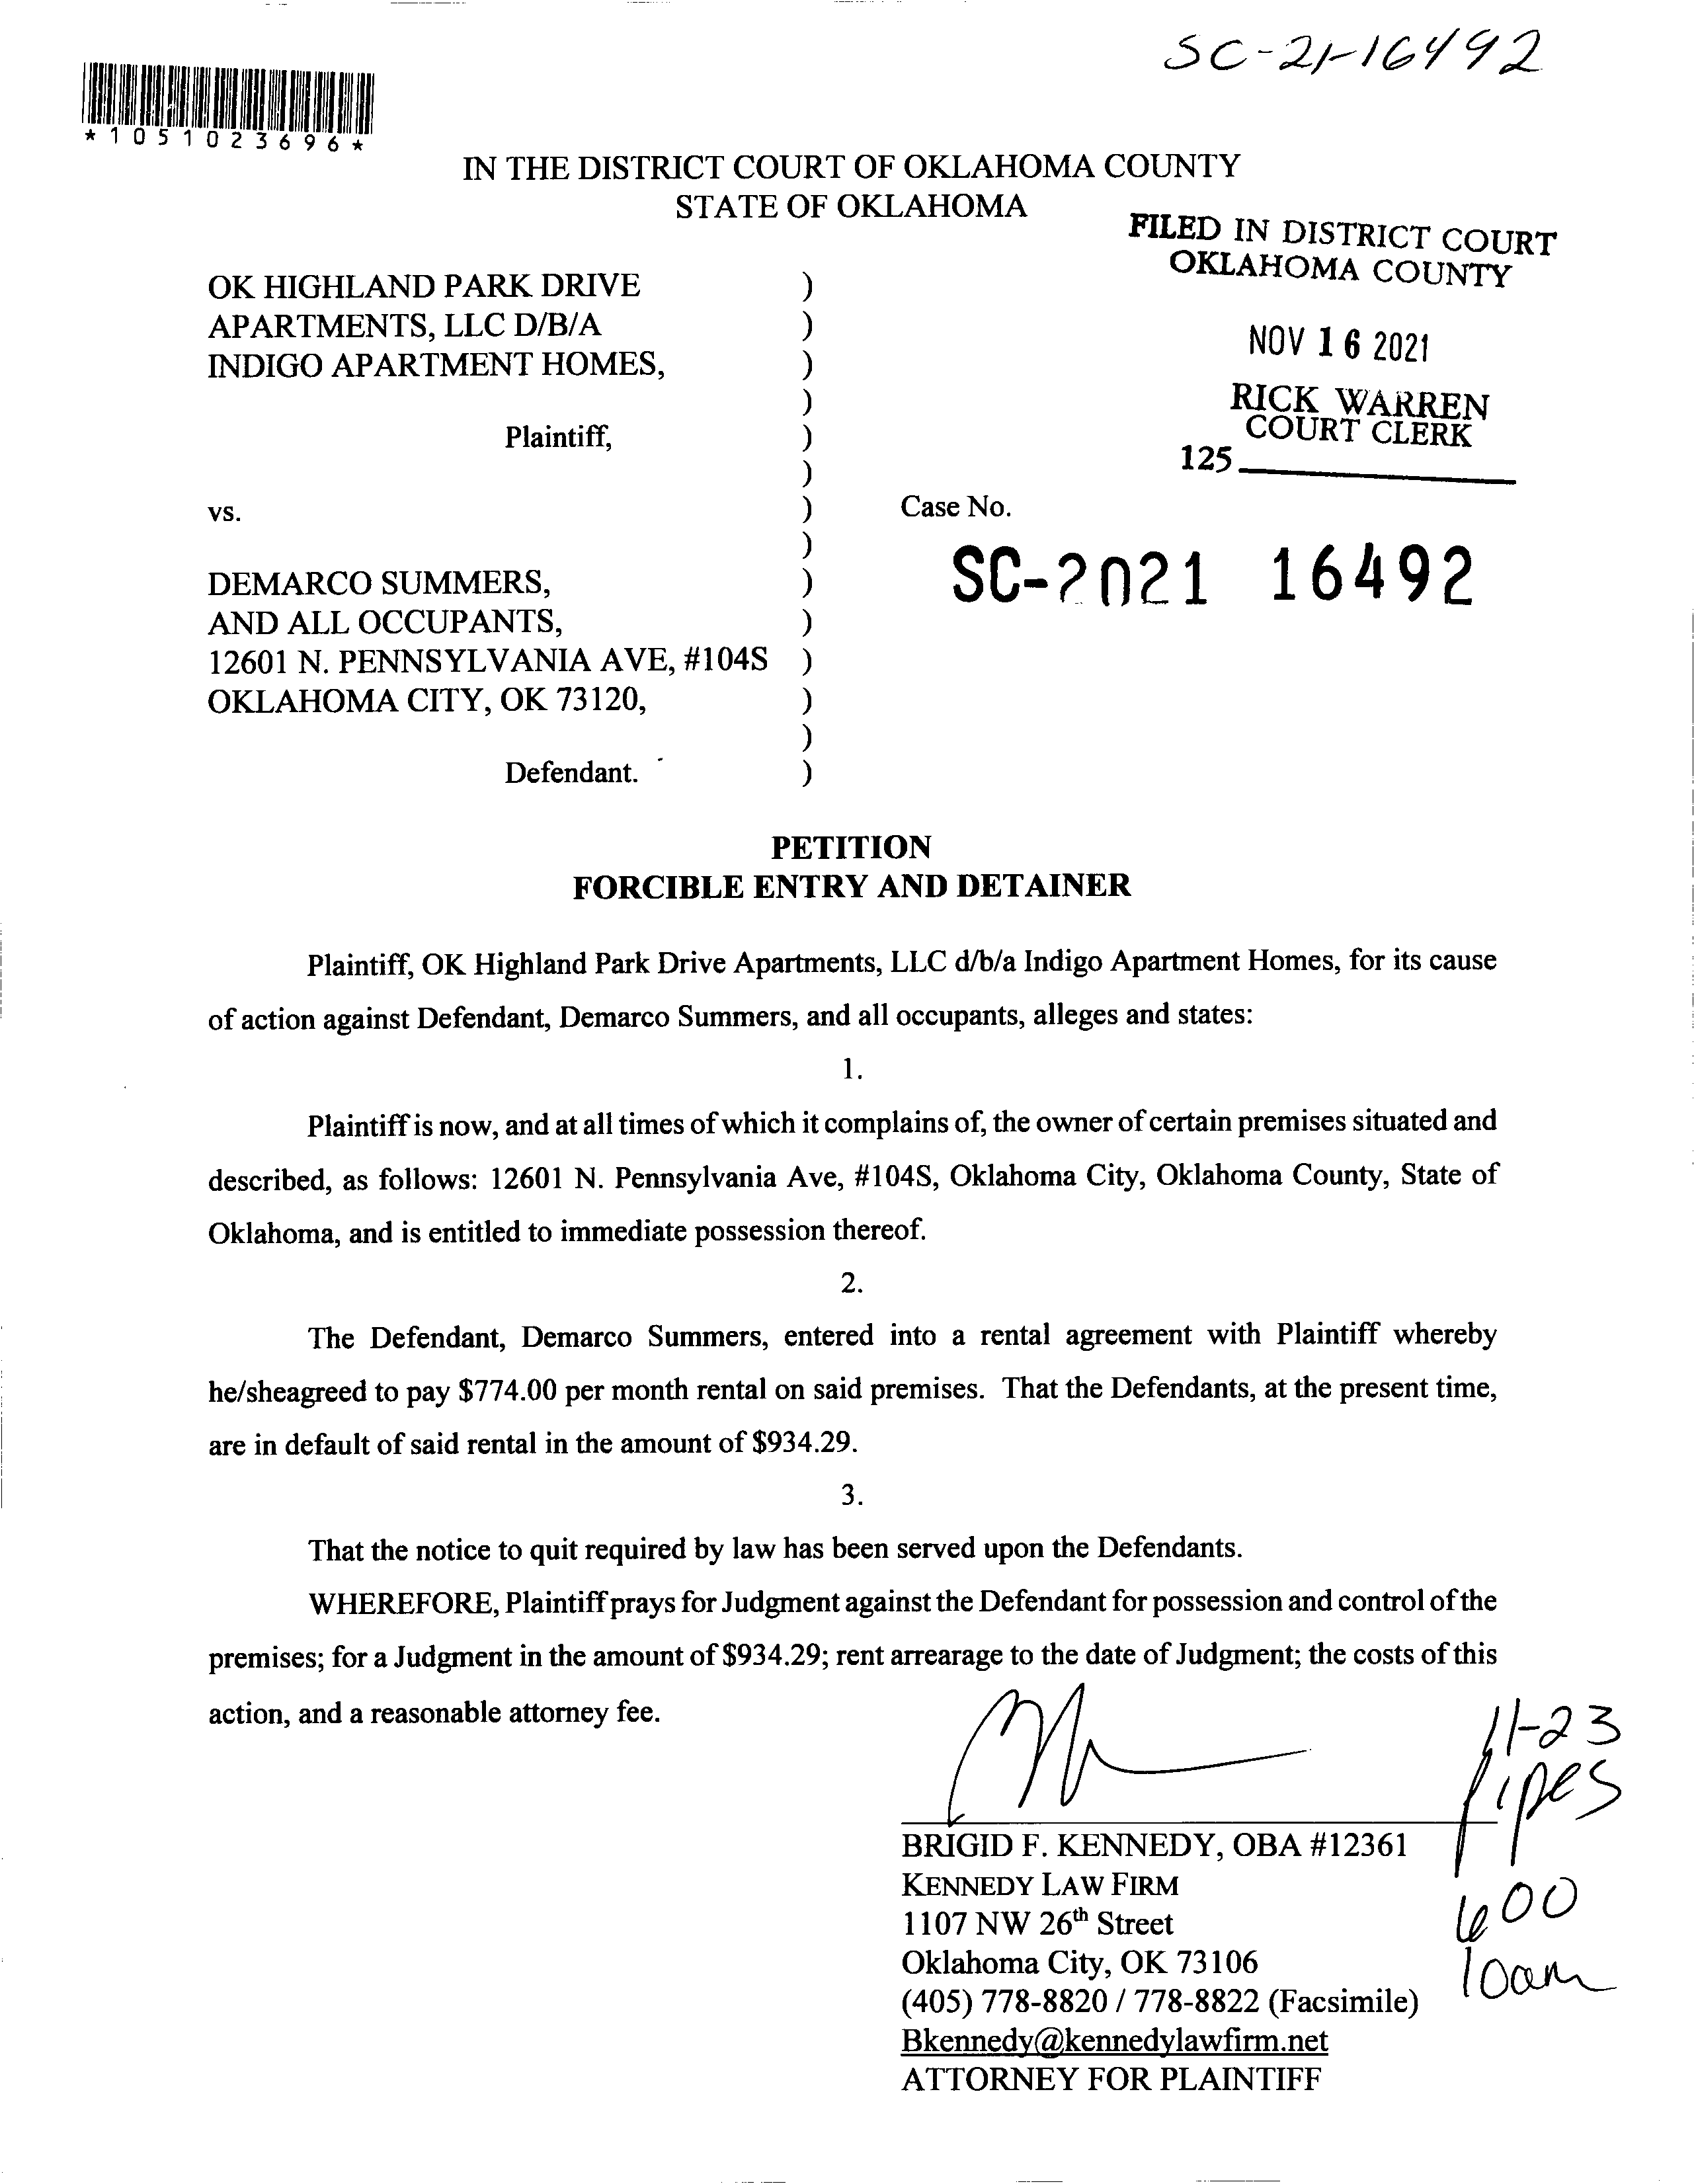 SC-21-16492
*1051023696*
IN THE DISTRICT COURT OF OKLAHOMA COUNTY
STATE OF OKLAHOMA
FILED IN DISTRICT COURT
OKLAHOMA COUNTY
NOV 16 2021
RICK WARREN
COURT CLERK
125
OK HIGHLAND PARK DRIVE )
APARTMENTS, LLC D/B/A )
INDIGO APARTMENT HOMES, )
)
Plaintiff, )
)
vs. )
)
DEMARCO SUMMERS, )
AND ALL OCCUPANTS, )
12601 N. PENNSYLVANIA AVE, #104S )
OKLAHOMA CITY, OK 73120, )
)
Defendant. )
Case No.
SC-2021 16492
PETITION
FORCIBLE ENTRY AND DETAINER
Plaintiff, OK Highland Park Drive Apartments, LLC d/b/a Indigo Apartment Homes, for its cause
of action against Defendant, Demarco Summers, and all occupants, alleges and states:
1.
Plaintiff is now, and at all times of which it complains of, the owner of certain premises situated and
described, as follows: 12601 N. Pennsylvania Ave, #104S, Oklahoma City, Oklahoma County, State of
Oklahoma, and is entitled to immediate possession thereof.
2.
The Defendant, Demarco Summers, entered into a rental agreement with Plaintiff whereby
he/sheagreed to pay $774.00 per month rental on said premises. That the Defendants, at the present time,
are in default of said rental in the amount of $934.29.
3.
That the notice to quit required by law has been served upon the Defendants.
WHEREFORE, Plaintiff prays for Judgment against the Defendant for possession and control of the
premises; for a Judgment in the amount of $934.29; rent arrearage to the date of Judgment; the costs of this
action, and a reasonable attorney fee.
BRIGID F. KENNEDY, OBA #12361
KENNEDY LAW FIRM
1107 NW 26th Street
Oklahoma City, OK 73106
(405) 778-8820 / 778-8822 (Facsimile)
Bkennedy@kennedylawfirm.net
ATTORNEY FOR PLAINTIFF
11-23
Pipes
600
10am